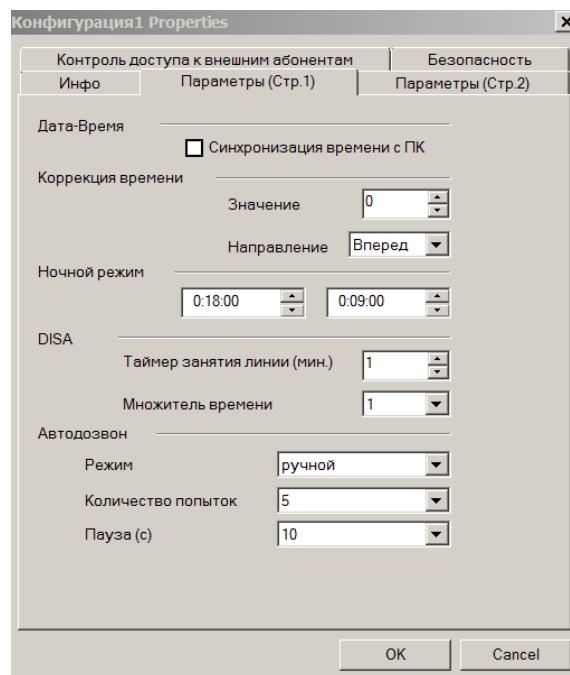 Конфигурация1 Properties
Контроль доступа к внешним абонентам Безопасность
Инфо Параметры (Стр.1) Параметры (Стр.2)
Дата-Время
Синхронизация времени с ПК
Коррекция времени
Значение 0
Направление Вперед
Ночной режим
0:18:00 0:09:00
DISA
Таймер занятия линии (мин.) 1
Множитель времени 1
Автодозвон
Режим ручной
Количество попыток 5
Пауза (с) 10
OK Cancel